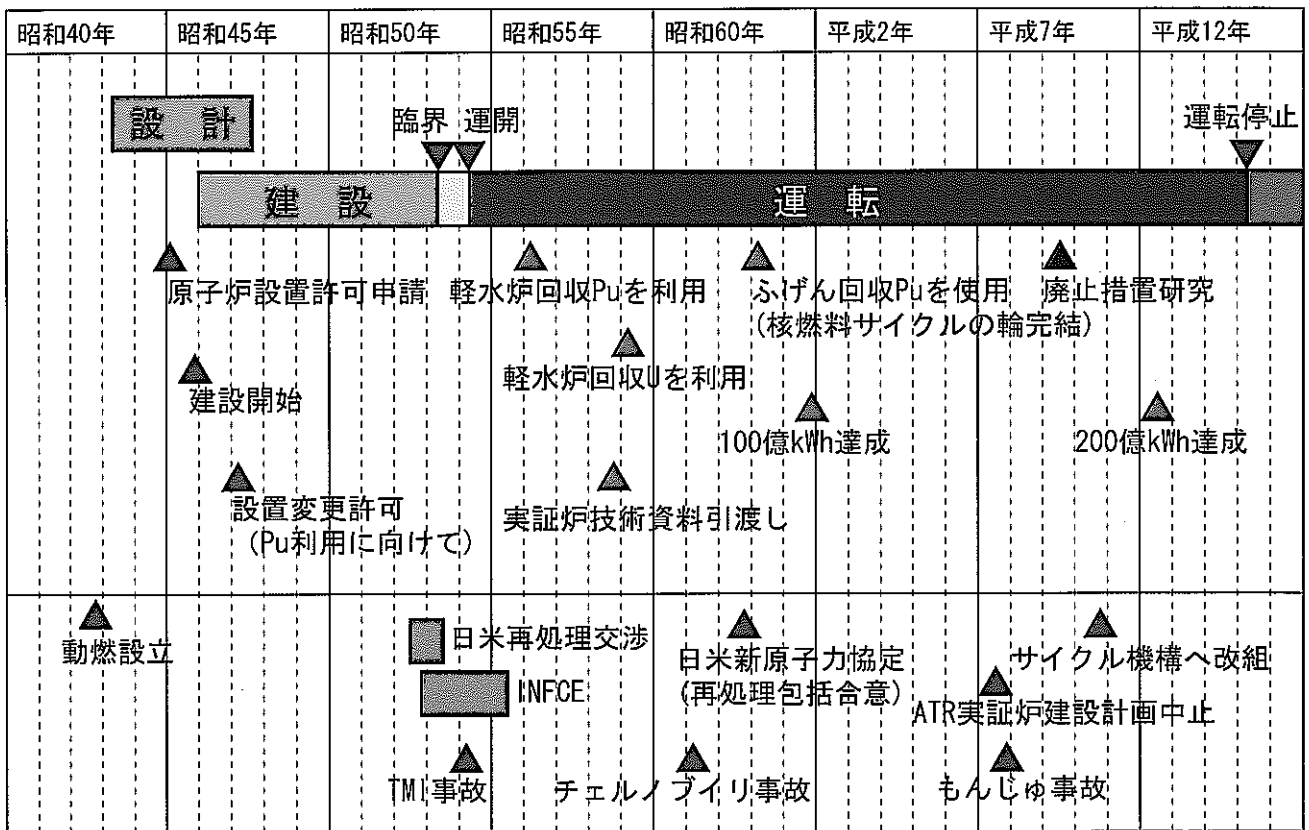 昭和40年 昭和45年 昭和50年 昭和55年 昭和60年 平成2年 平成7年 平成12年
設 計
臨界 運開
運転停止
建 設
運 転
原子炉設置許可申請
軽水炉回収Puを利用
ふげん回収Puを使用
(核燃料サイクルの輪完結)
廃止措置研究
軽水炉回収Uを利用
建設開始
100億kWh達成
200億kWh達成
設置変更許可
(Pu利用に向けて)
実証炉技術資料引渡し
動燃設立
日米再処理交渉
日米新原子力協定
(再処理包括合意)
サイクル機構へ改組
INFCE
ATR実証炉建設計画中止
TMI事故
チェルノブイリ事故
もんじゅ事故